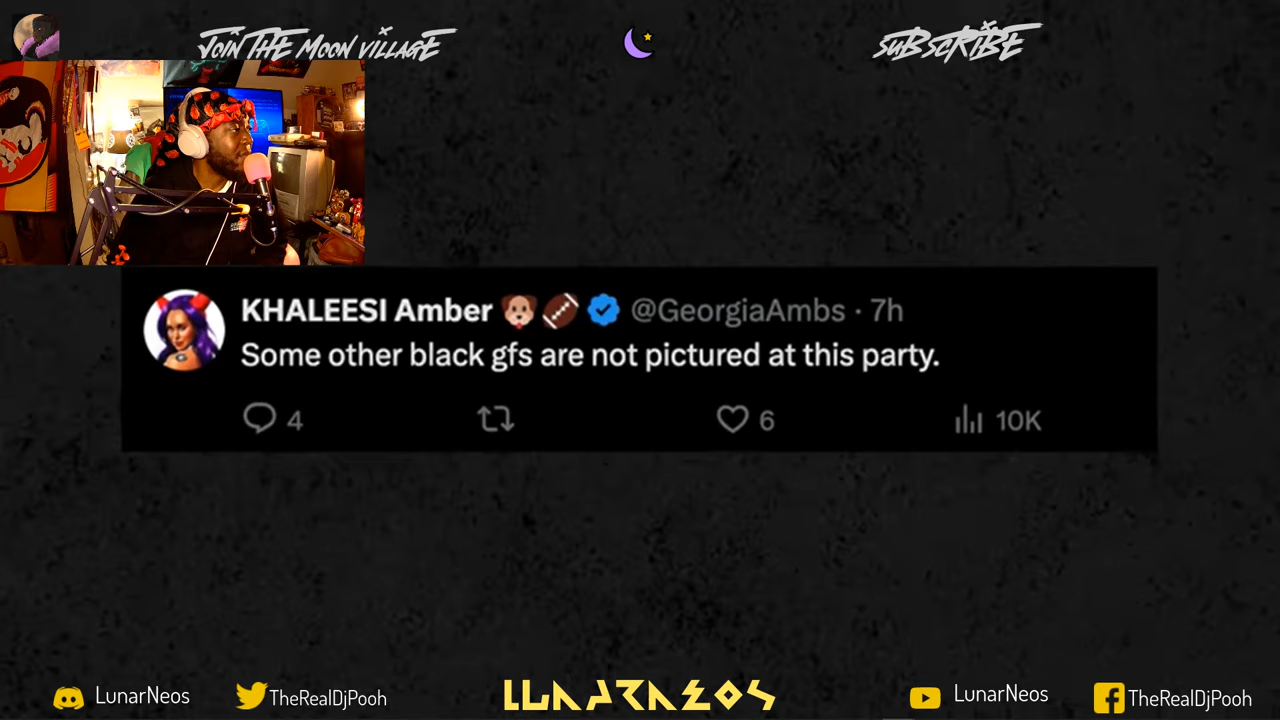 JOIN THE MOON VILLAGE
SUBSCRIBE
KHALEESI Amber 🐶🏈 @GeorgiaAmbs · 7h
Some other black gfs are not pictured at this party.
4 6 10K
LunarNeos TheRealDjPooh LUNARNEOS LunarNeos TheRealDjPooh